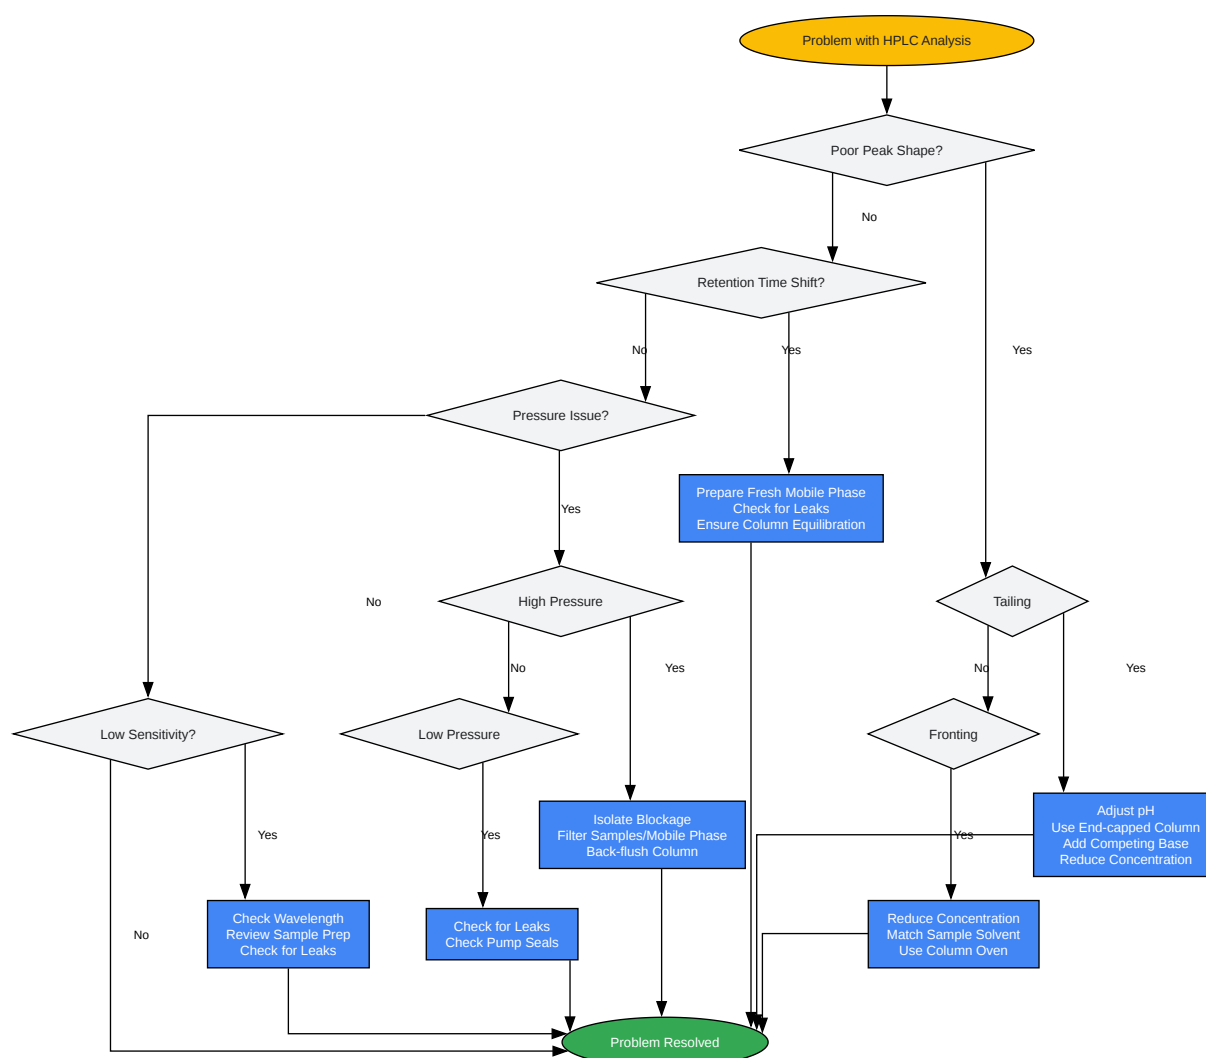 Problem with HPLC Analysis
Poor Peak Shape?
No
Retention Time Shift?
No
Yes
Yes
Pressure Issue?
Prepare Fresh Mobile Phase
Check for Leaks
Ensure Column Equilibration
Yes
No
High Pressure
Tailing
No
Yes
No
Yes
Low Sensitivity?
Low Pressure
Fronting
Isolate Blockage
Filter Samples/Mobile Phase
Back-flush Column
Adjust pH
Use End-capped Column
Add Competing Base
Reduce Concentration
Yes
Yes
Yes
No
Check Wavelength
Review Sample Prep
Check for Leaks
Check for Leaks
Check Pump Seals
Reduce Concentration
Match Sample Solvent
Use Column Oven
Problem Resolved